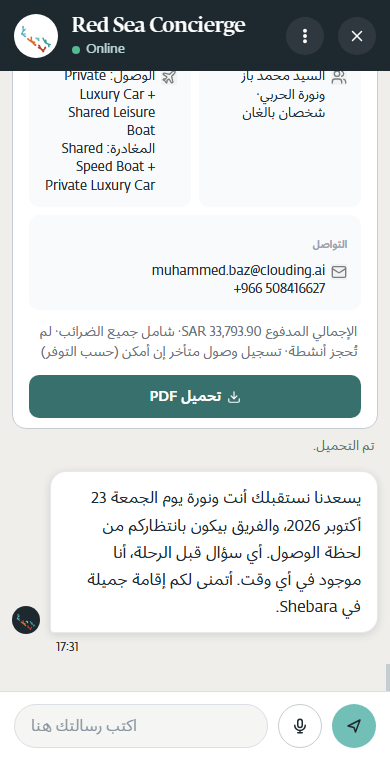 Red Sea Concierge
Online
السيد محمد باز
ونورة الحربي·
شخصان بالغان
الوصول: Private
Luxury Car +
Shared Leisure
Boat
المغادرة: Shared
Speed Boat +
Private Luxury Car
التواصل
muhammed.baz@clouding.ai
+966 508416627
الإجمالي المدفوع SAR 33,793.90· شامل جميع الضرائب· لم
تُحجز أنشطة· تسجيل وصول متأخر إن أمكن (حسب التوفر)
تحميل PDF
تم التحميل.
يسعدنا نستقبلك أنت ونورة يوم الجمعة 23
أكتوبر 2026، والفريق بيكون بانتظاركم من
لحظة الوصول. أي سؤال قبل الرحلة، أنا
موجود في أي وقت. أتمنى لكم إقامة جميلة
في Shebara.
17:31
اكتب رسالتك هنا